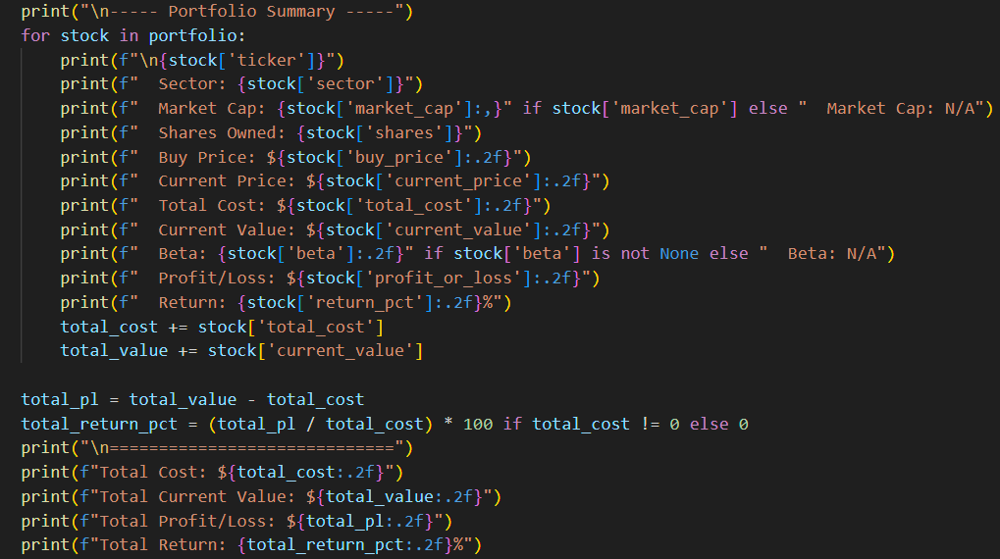 print("\n----- Portfolio Summary -----")
for stock in portfolio:
    print(f"\n{stock['ticker']}")
    print(f"  Sector: {stock['sector']}")
    print(f"  Market Cap: {stock['market_cap']:,}" if stock['market_cap'] else "  Market Cap: N/A")
    print(f"  Shares Owned: {stock['shares']}")
    print(f"  Buy Price: ${stock['buy_price']:.2f}")
    print(f"  Current Price: ${stock['current_price']:.2f}")
    print(f"  Total Cost: ${stock['total_cost']:.2f}")
    print(f"  Current Value: ${stock['current_value']:.2f}")
    print(f"  Beta: {stock['beta']:.2f}" if stock['beta'] is not None else "  Beta: N/A")
    print(f"  Profit/Loss: ${stock['profit_or_loss']:.2f}")
    print(f"  Return: {stock['return_pct']:.2f}%")
    total_cost += stock['total_cost']
    total_value += stock['current_value']

total_pl = total_value - total_cost
total_return_pct = (total_pl / total_cost) * 100 if total_cost != 0 else 0
print("\n=============================")
print(f"Total Cost: ${total_cost:.2f}")
print(f"Total Current Value: ${total_value:.2f}")
print(f"Total Profit/Loss: ${total_pl:.2f}")
print(f"Total Return: {total_return_pct:.2f}%")